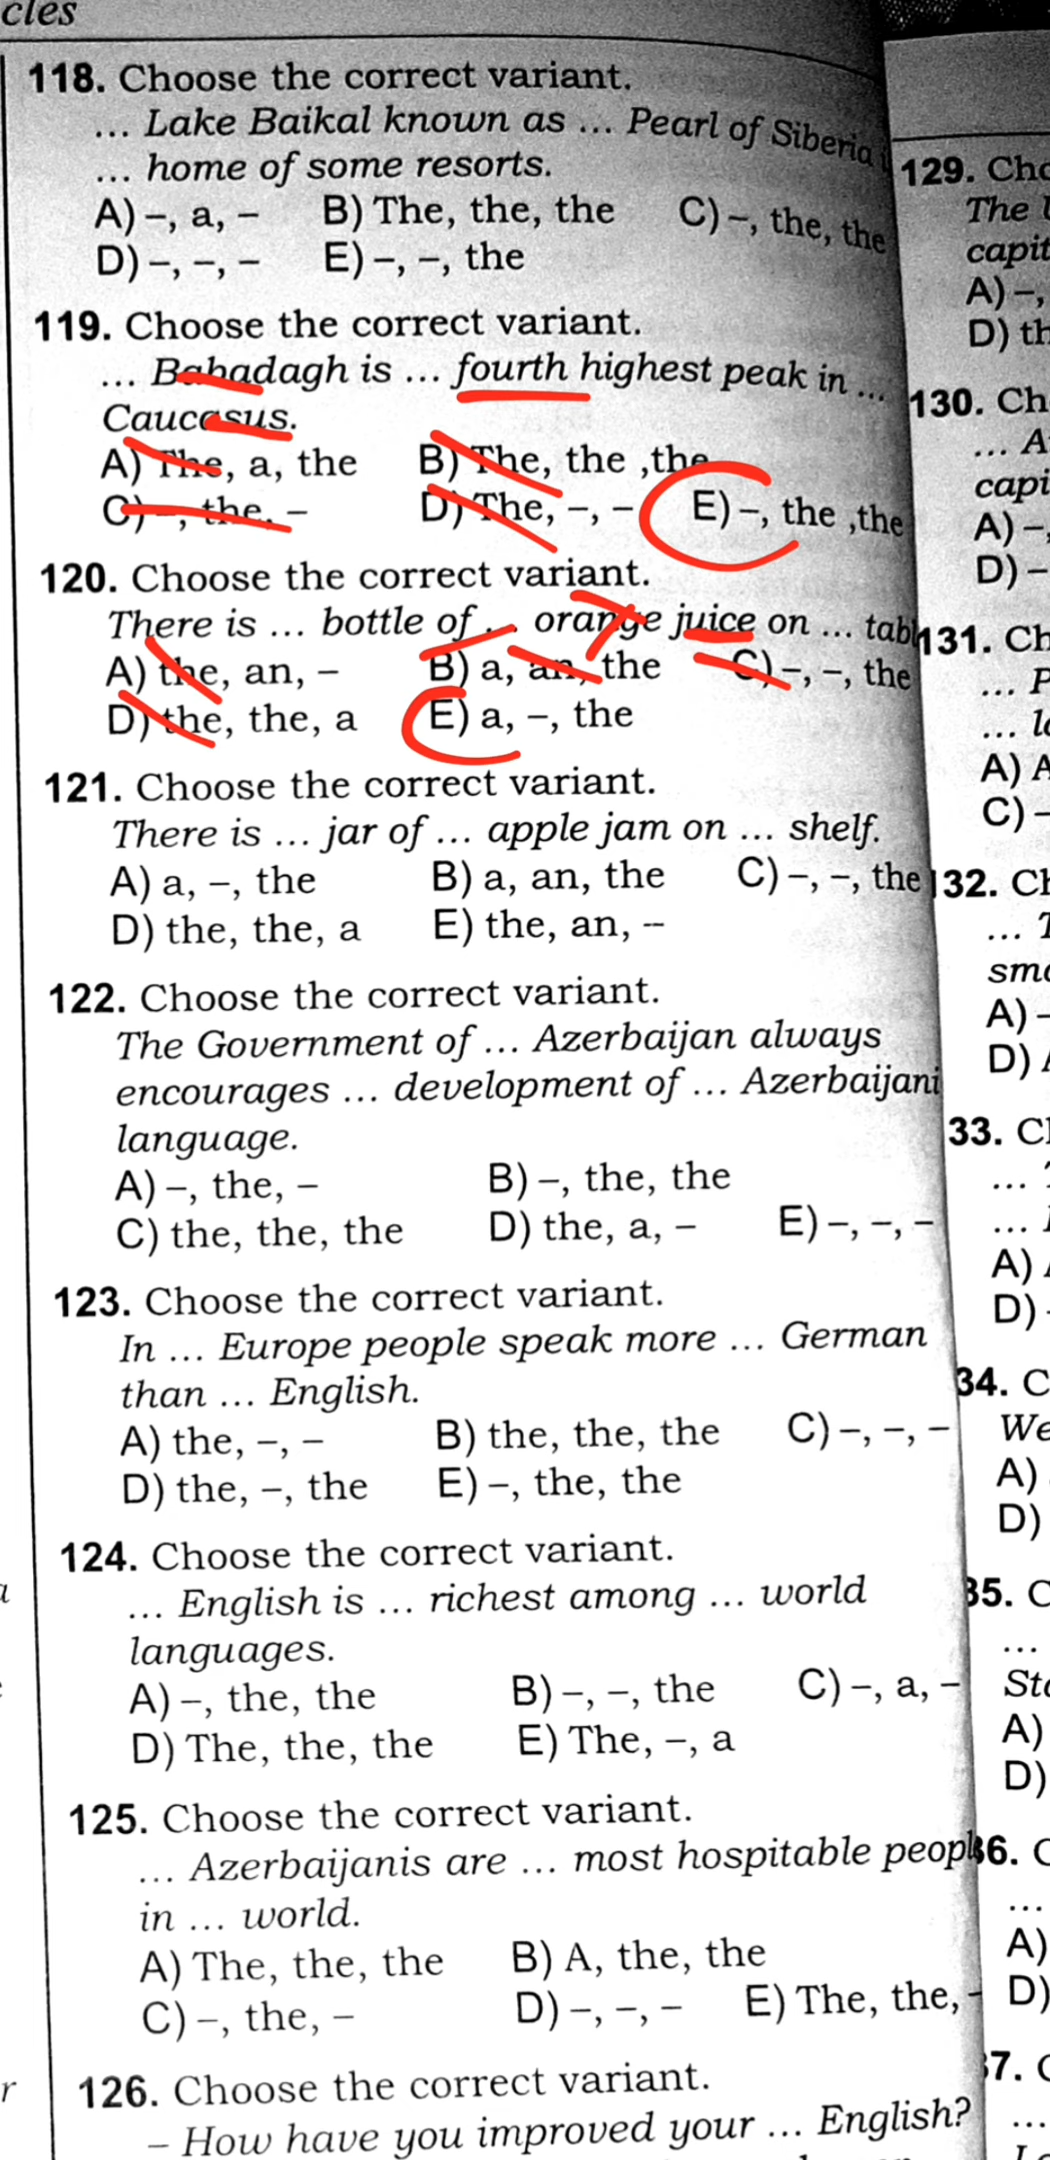 cles
118. Choose the correct variant.
... Lake Baikal known as ... Pearl of Siberia
... home of some resorts.
A) –, a, – B) The, the, the C) –, the, the
D) –, –, – E) –, –, the
119. Choose the correct variant.
... Babadagh is ... fourth highest peak in ...
Caucasus.
A) The, a, the B) The, the ,the
C) –, the, – D) The, –, – E) –, the ,the
120. Choose the correct variant.
There is ... bottle of ... orange juice on ... tabl
A) the, an, – B) a, an, the C) –, –, the
D) the, the, a E) a, –, the
121. Choose the correct variant.
There is ... jar of ... apple jam on ... shelf.
A) a, –, the B) a, an, the C) –, –, the
D) the, the, a E) the, an, –
122. Choose the correct variant.
The Government of ... Azerbaijan always
encourages ... development of ... Azerbaijani
language.
A) –, the, – B) –, the, the
C) the, the, the D) the, a, – E) –, –, –
123. Choose the correct variant.
In ... Europe people speak more ... German
than ... English.
A) the, –, – B) the, the, the C) –, –, –
D) the, –, the E) –, the, the
124. Choose the correct variant.
... English is ... richest among ... world
languages.
A) –, the, the B) –, –, the C) –, a, –
D) The, the, the E) The, –, a
125. Choose the correct variant.
... Azerbaijanis are ... most hospitable peopl
in ... world.
A) The, the, the B) A, the, the
C) –, the, – D) –, –, – E) The, the, –
126. Choose the correct variant.
– How have you improved your ... English?
129. Cho
The
capit
A) –,
D) th
130. Ch
... A
capi
A) –,
D) –
131. Ch
... P
... lo
A) A
C) –
132. Ch
... T
smo
A) –
D)
33. Cl
...
...
A)
D)
34. C
We
A)
D)
35. C
...
Sto
A)
D)
36. C
...
A)
D)
37. C
...